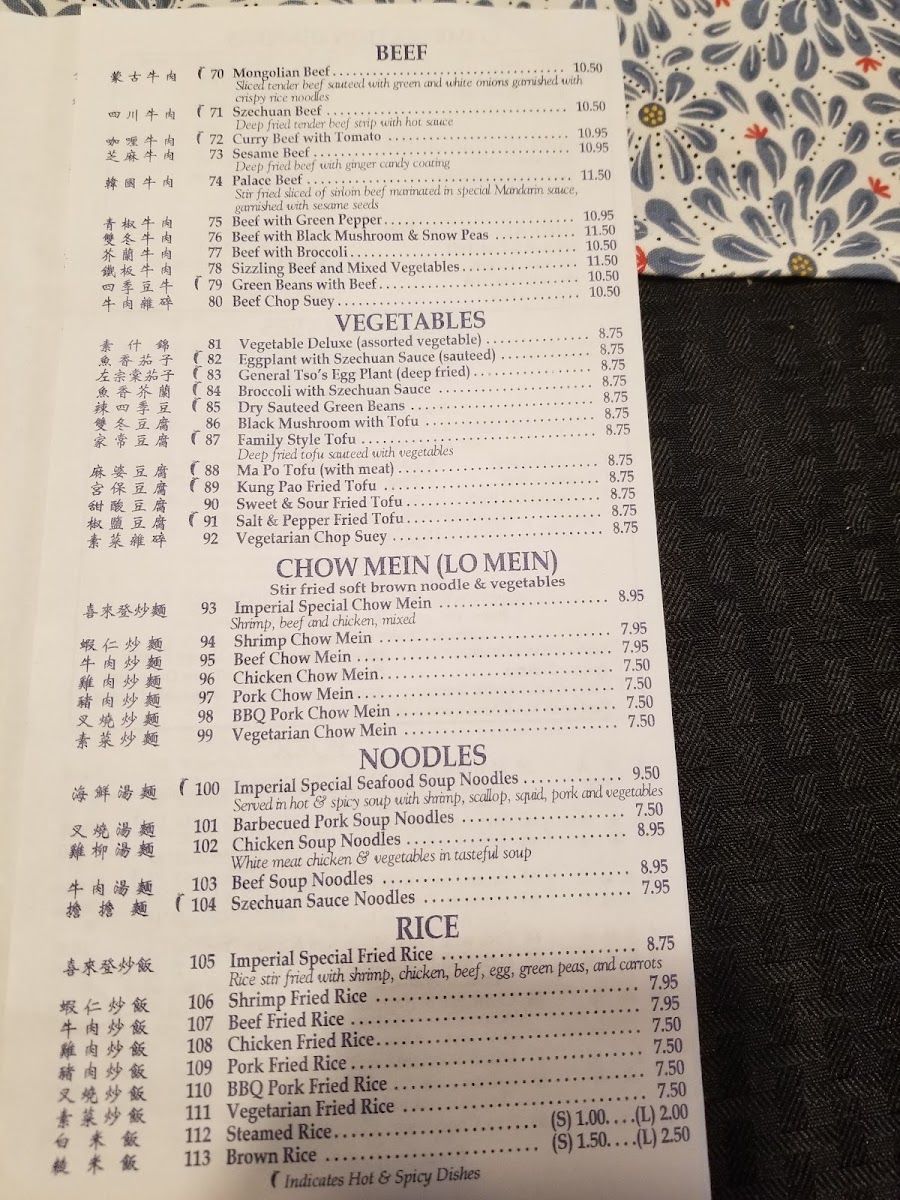 BEEF
蒙古牛肉 70 Mongolian Beef 10.50
Sliced tender beef sauteed with green and white onions garnished with
crispy rice noodles
四川牛肉 71 Szechuan Beef 10.50
Deep fried tender beef strip with hot sauce
咖喱牛肉 72 Curry Beef with Tomato 10.95
芝麻牛肉 73 Sesame Beef 10.95
Deep fried beef with ginger candy coating
韓國牛肉 74 Palace Beef 11.50
Stir fried sliced of sirloin beef marinated in special Mandarin sauce,
garnished with sesame seeds
青椒牛肉 75 Beef with Green Pepper 10.95
雙冬牛肉 76 Beef with Black Mushroom & Snow Peas 11.50
芥蘭牛肉 77 Beef with Broccoli 10.50
鐵板牛肉 78 Sizzling Beef and Mixed Vegetables 11.50
四季豆牛 79 Green Beans with Beef 10.50
牛肉雜碎 80 Beef Chop Suey 10.50
VEGETABLES
素什錦 81 Vegetable Deluxe (assorted vegetable) 8.75
魚香茄子 82 Eggplant with Szechuan Sauce (sauteed) 8.75
左宗棠茄子 83 General Tso's Egg Plant (deep fried) 8.75
魚香芥蘭 84 Broccoli with Szechuan Sauce 8.75
辣四季豆 85 Dry Sauteed Green Beans 8.75
雙冬豆腐 86 Black Mushroom with Tofu 8.75
家常豆腐 87 Family Style Tofu 8.75
Deep fried tofu sauteed with vegetables
麻婆豆腐 88 Ma Po Tofu (with meat) 8.75
宮保豆腐 89 Kung Pao Fried Tofu 8.75
甜酸豆腐 90 Sweet & Sour Fried Tofu 8.75
椒鹽豆腐 91 Salt & Pepper Fried Tofu 8.75
素菜雜碎 92 Vegetarian Chop Suey 8.75
CHOW MEIN (LO MEIN)
Stir fried soft brown noodle & vegetables
喜來登炒麵 93 Imperial Special Chow Mein 8.95
Shrimp, beef and chicken, mixed
蝦仁炒麵 94 Shrimp Chow Mein 7.95
牛肉炒麵 95 Beef Chow Mein 7.95
雞肉炒麵 96 Chicken Chow Mein 7.50
豬肉炒麵 97 Pork Chow Mein 7.50
叉燒炒麵 98 BBQ Pork Chow Mein 7.50
素菜炒麵 99 Vegetarian Chow Mein 7.50
NOODLES
海鮮湯麵 100 Imperial Special Seafood Soup Noodles 9.50
Served in hot & spicy soup with shrimp, scallop, squid, pork and vegetables
叉燒湯麵 101 Barbecued Pork Soup Noodles 7.50
雞柳湯麵 102 Chicken Soup Noodles 8.95
White meat chicken & vegetables in tasteful soup
牛肉湯麵 103 Beef Soup Noodles 8.95
擔擔麵 104 Szechuan Sauce Noodles 7.95
RICE
喜來登炒飯 105 Imperial Special Fried Rice 8.75
Rice stir fried with shrimp, chicken, beef, egg, green peas, and carrots
蝦仁炒飯 106 Shrimp Fried Rice 7.95
牛肉炒飯 107 Beef Fried Rice 7.95
雞肉炒飯 108 Chicken Fried Rice 7.50
豬肉炒飯 109 Pork Fried Rice 7.50
叉燒炒飯 110 BBQ Pork Fried Rice 7.50
素菜炒飯 111 Vegetarian Fried Rice 7.50
白米飯 112 Steamed Rice (S) 1.00....(L) 2.00
糙米飯 113 Brown Rice (S) 1.50....(L) 2.50
Indicates Hot & Spicy Dishes